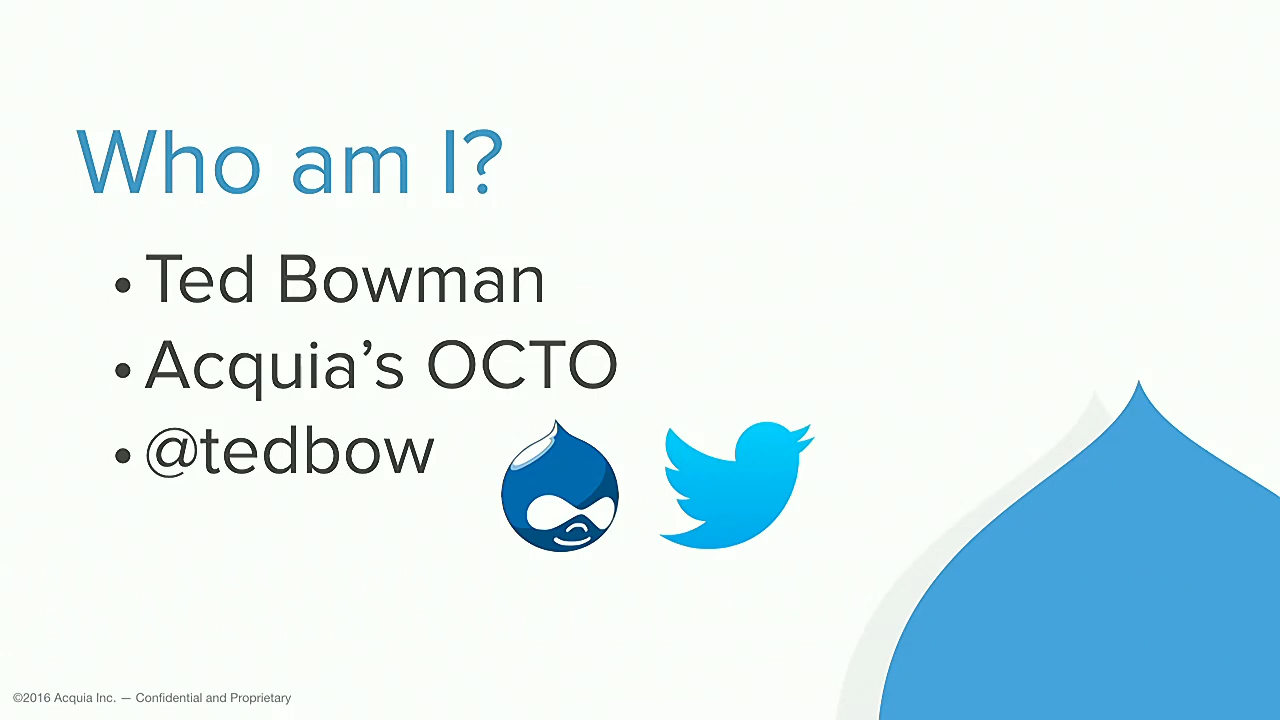 Who am I?
• Ted Bowman
• Acquia’s OCTO
• @tedbow
©2016 Acquia Inc. — Confidential and Proprietary